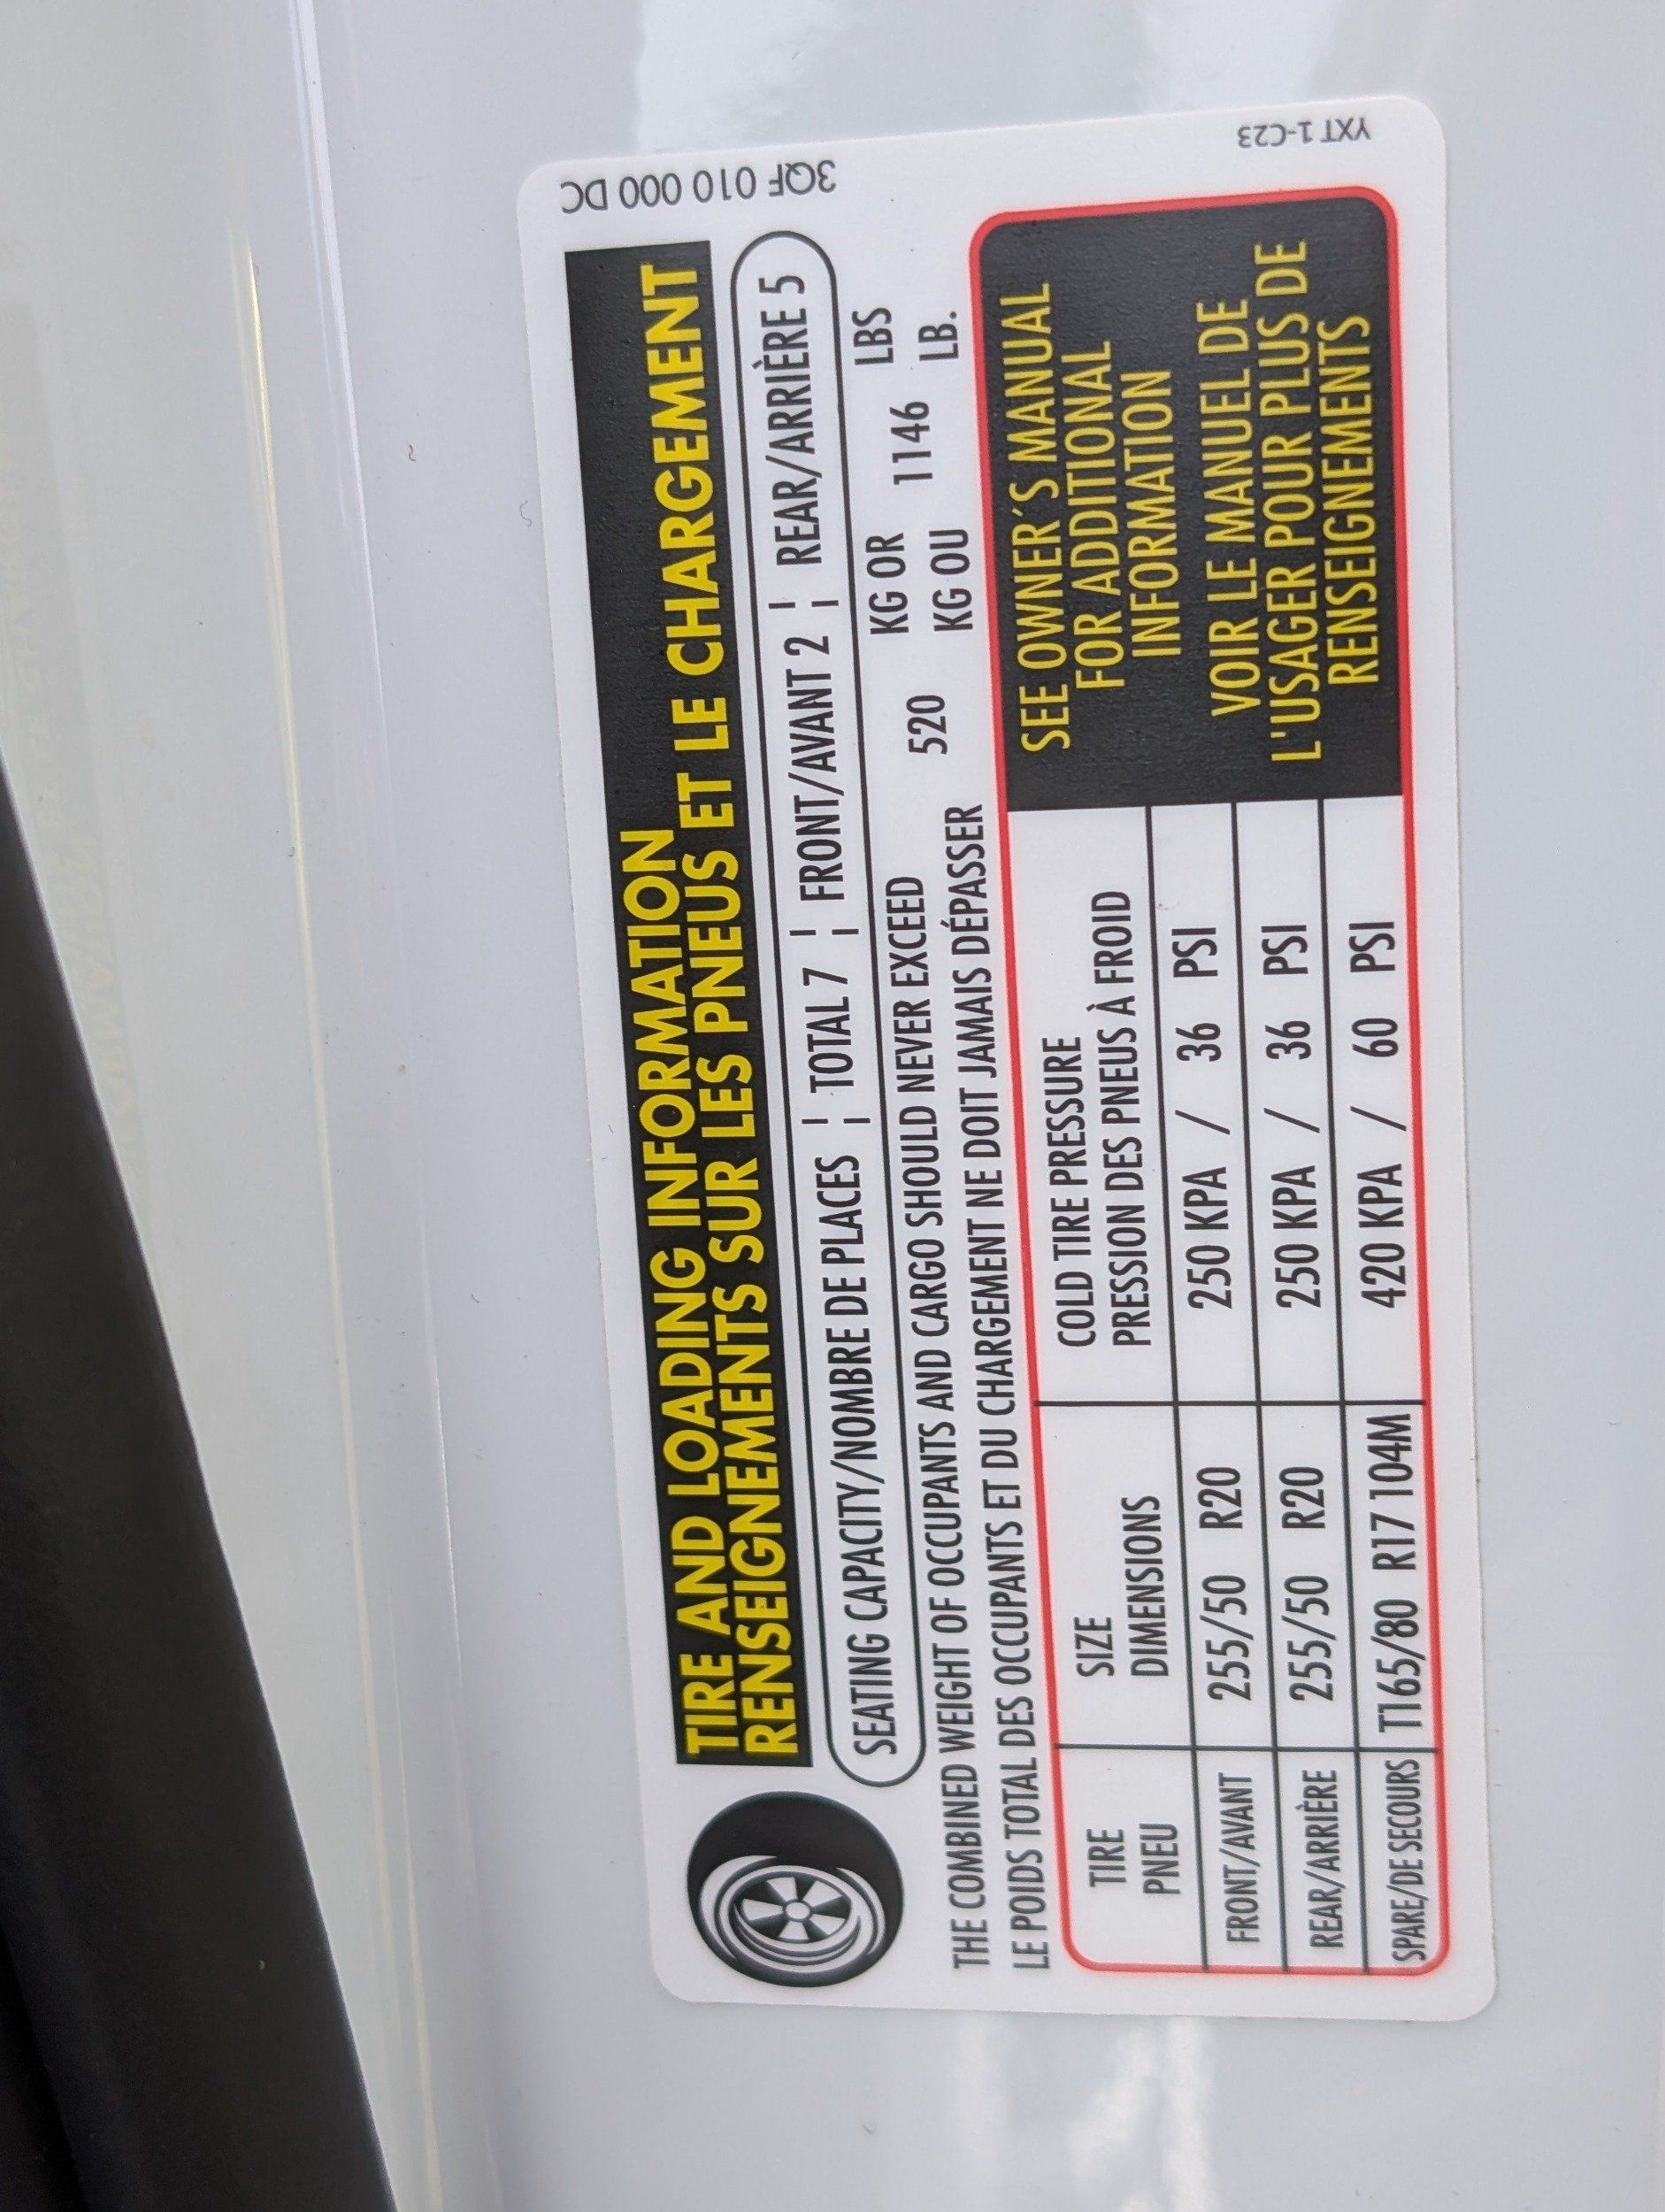 3QF 010 000 DC
TIRE AND LOADING INFORMATION
RENSEIGNEMENTS SUR LES PNEUS ET LE CHARGEMENT
SEATING CAPACITY/NOMBRE DE PLACES ¦ TOTAL 7 ¦ FRONT/AVANT 2 ¦ REAR/ARRIÈRE 5
THE COMBINED WEIGHT OF OCCUPANTS AND CARGO SHOULD NEVER EXCEED 520 KG OR 1146 LBS
LE POIDS TOTAL DES OCCUPANTS ET DU CHARGEMENT NE DOIT JAMAIS DÉPASSER KG OU LB.
TIRE SIZE COLD TIRE PRESSURE
PNEU DIMENSIONS PRESSION DES PNEUS À FROID
FRONT/AVANT 255/50 R20 250 KPA / 36 PSI
REAR/ARRIÈRE 255/50 R20 250 KPA / 36 PSI
SPARE/DE SECOURS T165/80 R17 104M 420 KPA / 60 PSI
SEE OWNER´S MANUAL
FOR ADDITIONAL
INFORMATION
VOIR LE MANUEL DE
L'USAGER POUR PLUS DE
RENSEIGNEMENTS
YXT 1-C23